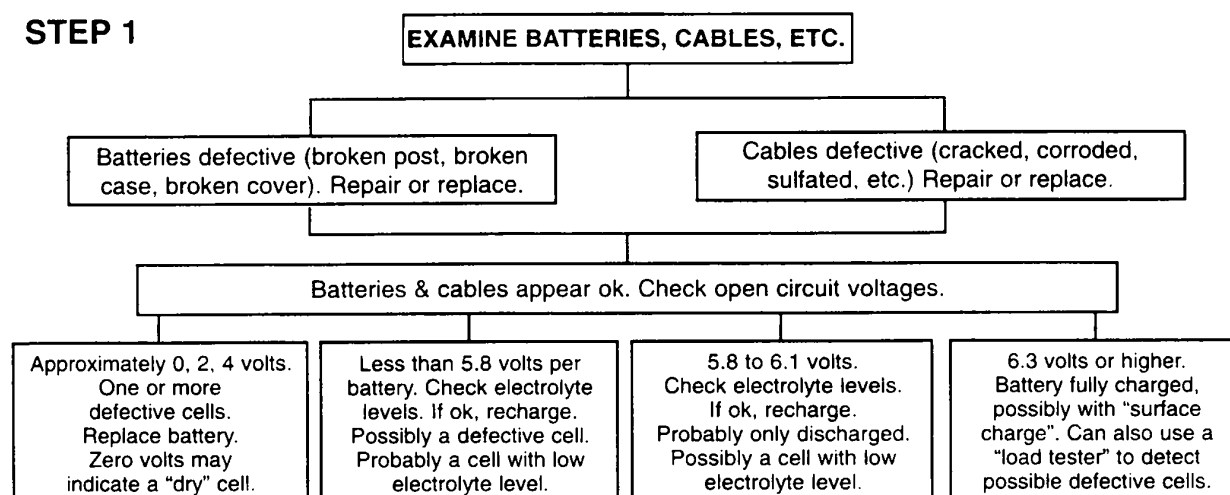 STEP 1
EXAMINE BATTERIES, CABLES, ETC.
Batteries defective (broken post, broken
case, broken cover). Repair or replace.
Cables defective (cracked, corroded,
sulfated, etc.) Repair or replace.
Batteries & cables appear ok. Check open circuit voltages.
Approximately 0, 2, 4 volts.
One or more
defective cells.
Replace battery.
Zero volts may
indicate a "dry" cell.
Less than 5.8 volts per
battery. Check electrolyte
levels. If ok, recharge.
Possibly a defective cell.
Probably a cell with low
electrolyte level.
5.8 to 6.1 volts.
Check electrolyte levels.
If ok, recharge.
Probably only discharged.
Possibly a cell with low
electrolyte level.
6.3 volts or higher.
Battery fully charged,
possibly with "surface
charge". Can also use a
"load tester" to detect
possible defective cells.